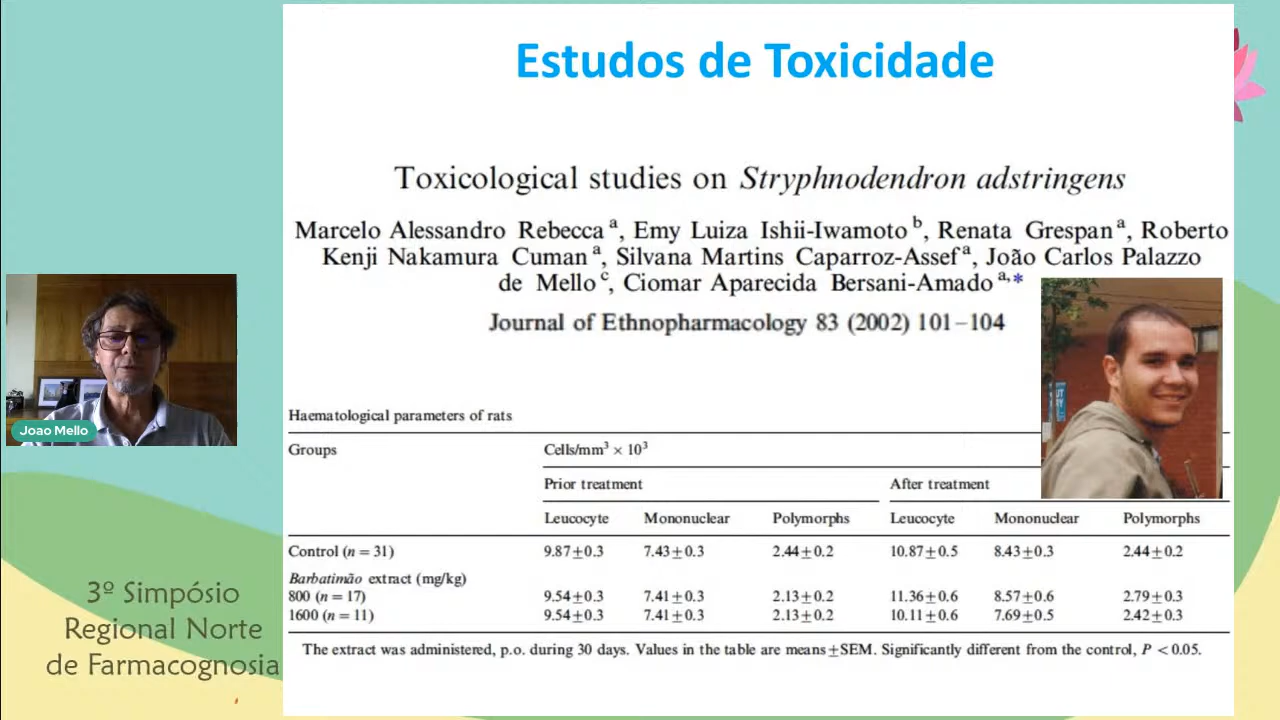 Estudos de Toxicidade
Toxicological studies on Stryphnodendron adstringens
Marcelo Alessandro Rebecca a, Emy Luiza Ishii-Iwamoto b, Renata Grespan a, Roberto
Kenji Nakamura Cuman a, Silvana Martins Caparroz-Assef a, João Carlos Palazzo
de Mello c, Ciomar Aparecida Bersani-Amado a,*
Journal of Ethnopharmacology 83 (2002) 101–104
Joao Mello
Haematological parameters of rats
Groups Cells/mm³ × 10³
Prior treatment After treatment
Leucocyte Mononuclear Polymorphs Leucocyte Mononuclear Polymorphs
Control (n = 31) 9.87±0.3 7.43±0.3 2.44±0.2 10.87±0.5 8.43±0.3 2.44±0.2
Barbatimão extract (mg/kg)
800 (n = 17) 9.54±0.3 7.41±0.3 2.13±0.2 11.36±0.6 8.57±0.6 2.79±0.3
1600 (n = 11) 9.54±0.3 7.41±0.3 2.13±0.2 10.11±0.6 7.69±0.5 2.42±0.3
The extract was administered, p.o. during 30 days. Values in the table are means±SEM. Significantly different from the control, P <0.05.
3º Simpósio
Regional Norte
de Farmacognosia